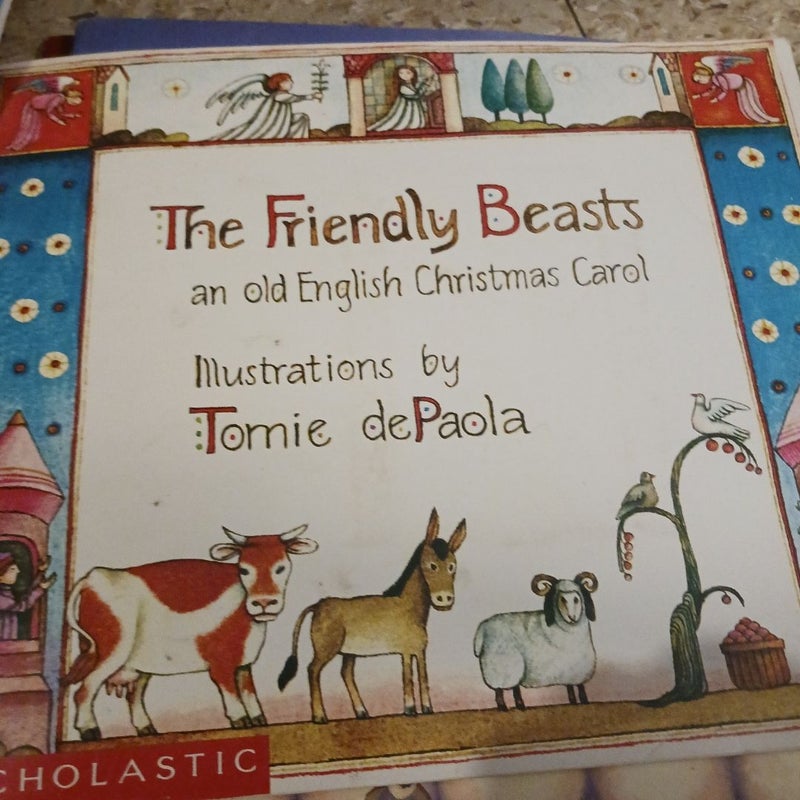 The Friendly Beasts
an old English Christmas Carol
Illustrations by
Tomie dePaola
CHOLASTIC